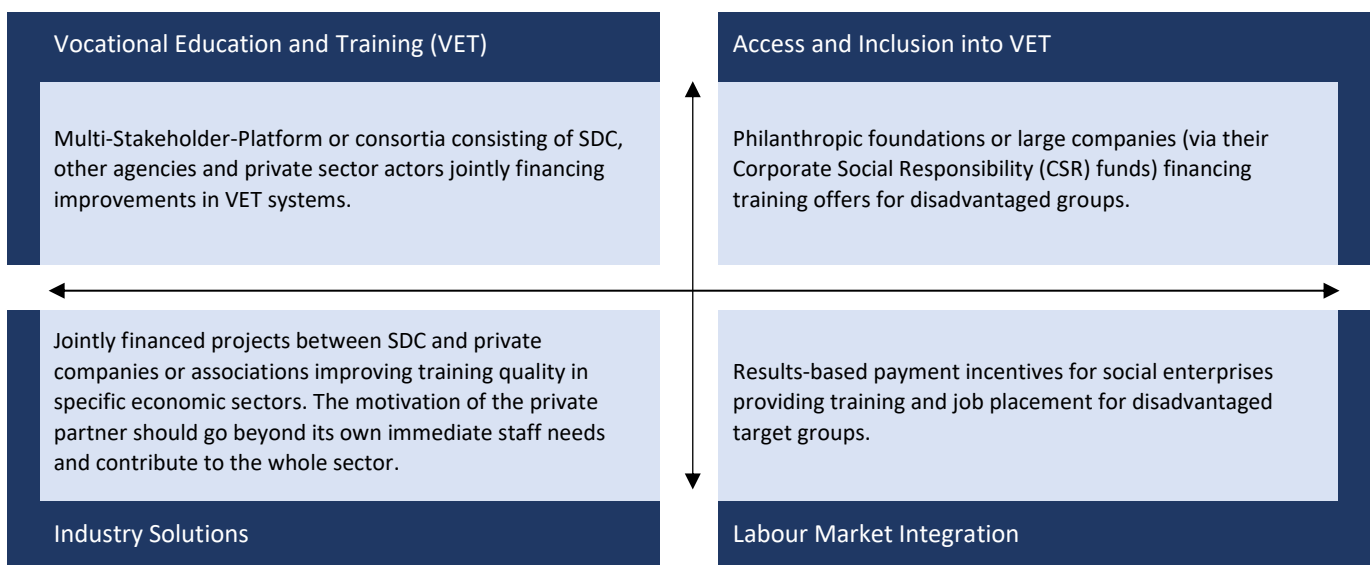 Vocational Education and Training (VET)
Multi-Stakeholder-Platform or consortia consisting of SDC,
other agencies and private sector actors jointly financing
improvements in VET systems.
Access and Inclusion into VET
Philanthropic foundations or large companies (via their
Corporate Social Responsibility (CSR) funds) financing
training offers for disadvantaged groups.
Jointly financed projects between SDC and private
companies or associations improving training quality in
specific economic sectors. The motivation of the private
partner should go beyond its own immediate staff needs
and contribute to the whole sector.
Industry Solutions
Results-based payment incentives for social enterprises
providing training and job placement for disadvantaged
target groups.
Labour Market Integration